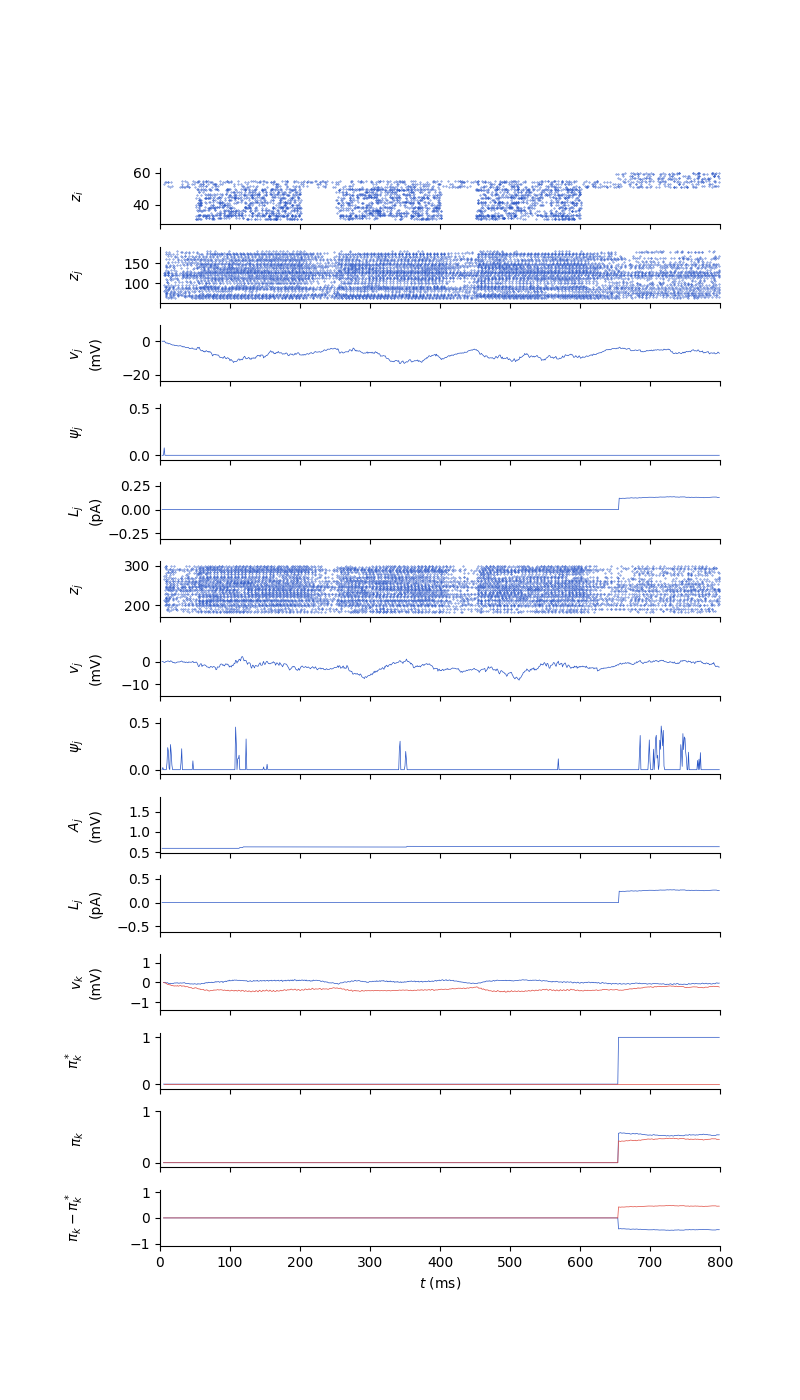 60
40
z_i
150
100
z_j
0
−20
v_j
(mV)
0.5
0.0
ψ_j
0.25
0.00
−0.25
L_j
(pA)
300
200
z_j
0
−10
v_j
(mV)
0.5
0.0
ψ_j
1.5
1.0
0.5
A_j
(mV)
0.5
0.0
−0.5
L_j
(pA)
1
0
−1
v_k
(mV)
1
0
π_k^*
1
0
π_k
1
0
−1
π_k − π_k^*
0 100 200 300 400 500 600 700 800
t (ms)